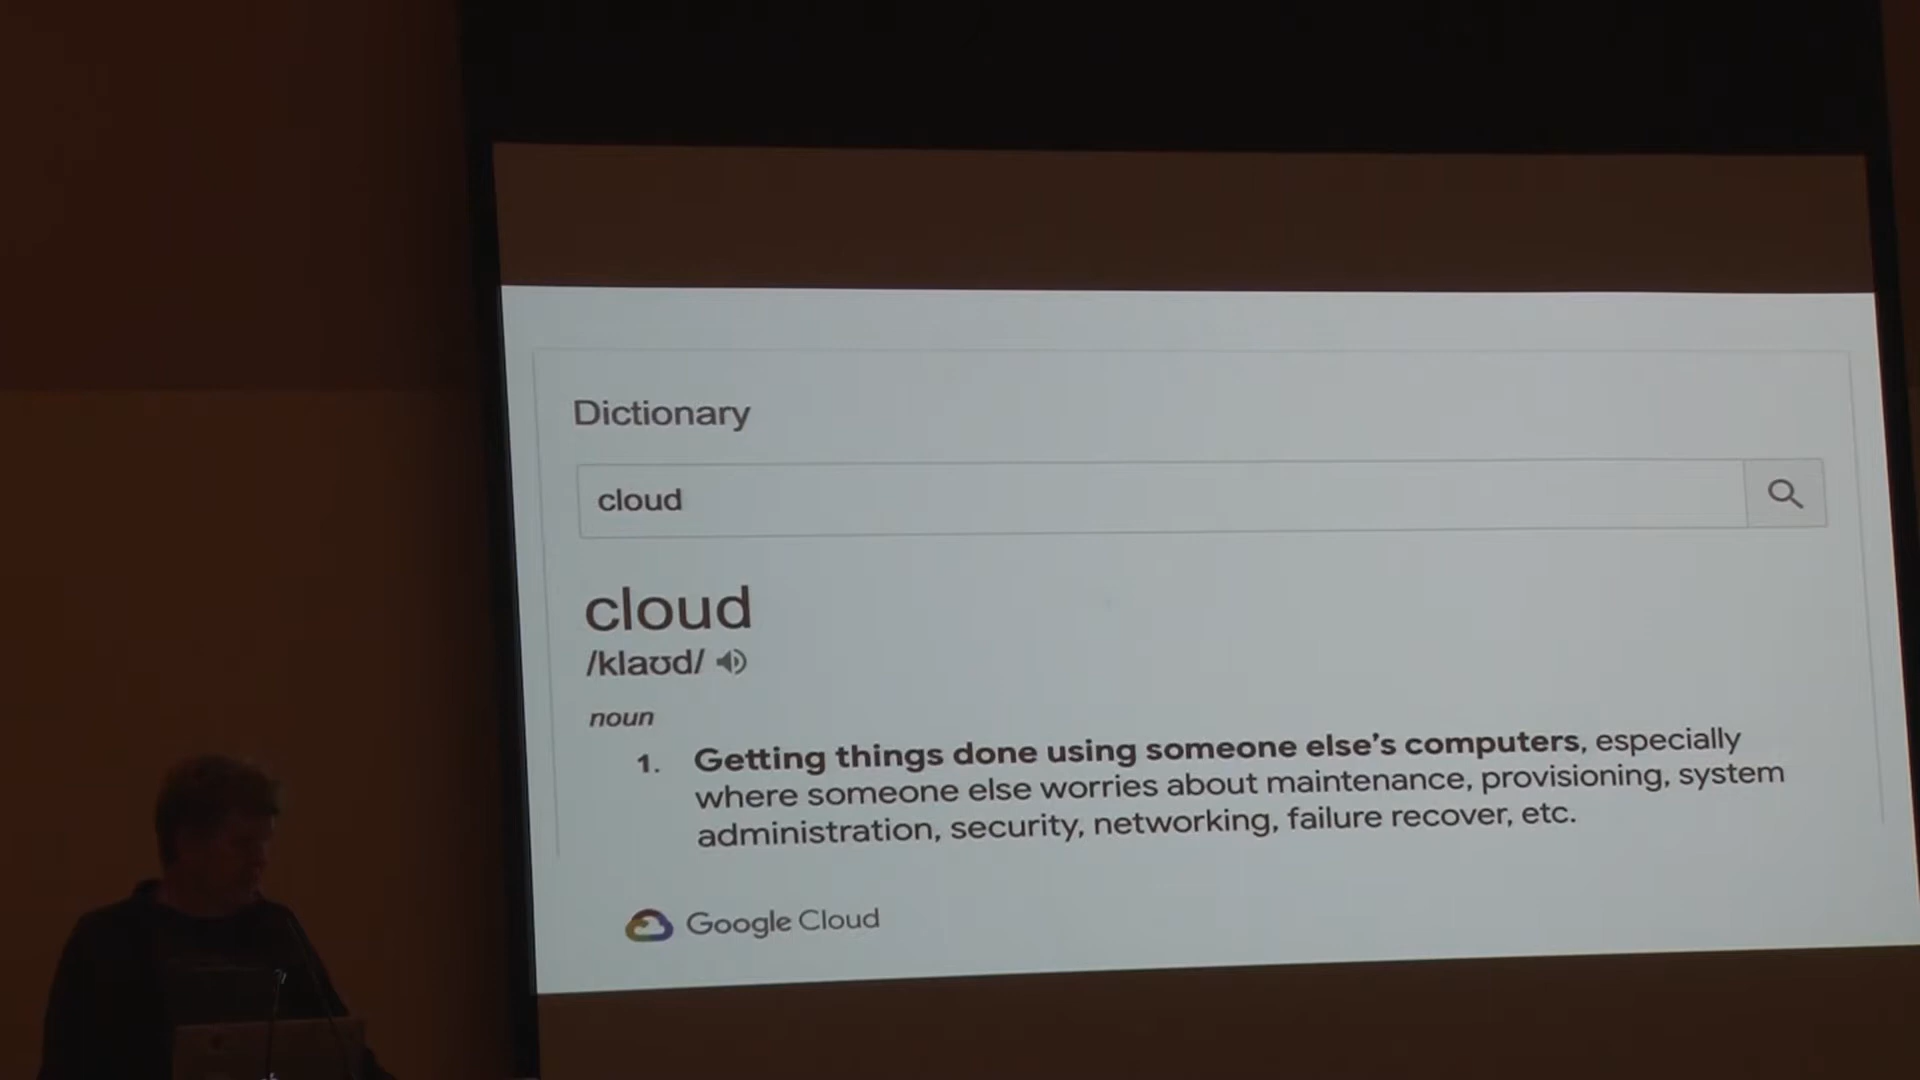 Dictionary
cloud
cloud
/klaʊd/
noun
1. Getting things done using someone else's computers, especially
where someone else worries about maintenance, provisioning, system
administration, security, networking, failure recover, etc.
Google Cloud